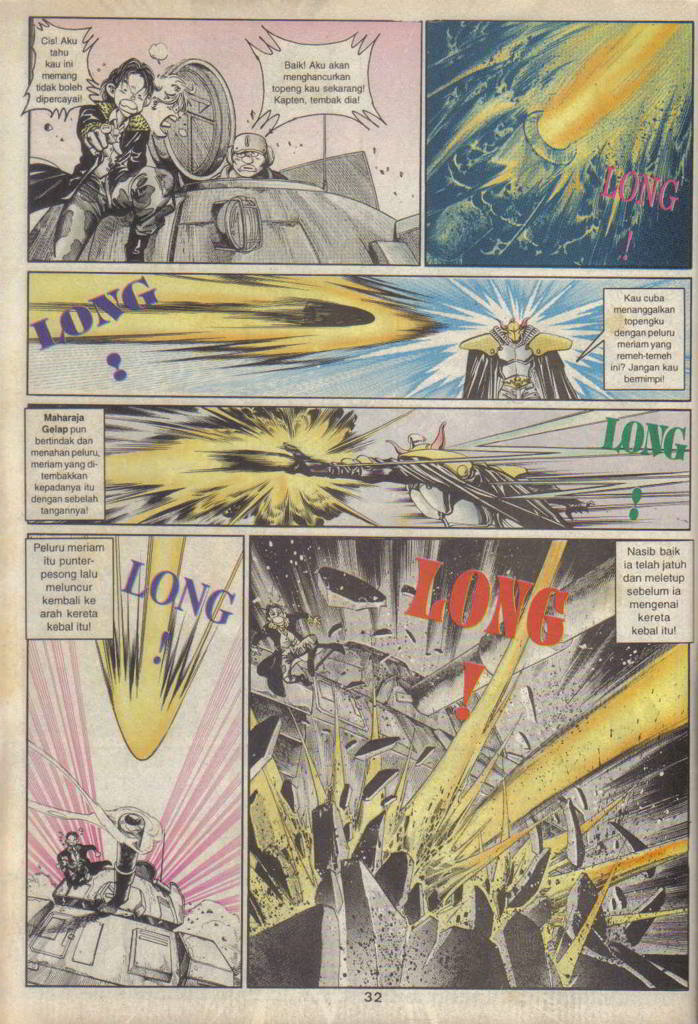 Cis! Aku
tahu
kau ini
memang
tidak boleh
dipercayai!
Baik! Aku akan
menghancurkan
topeng kau sekarang!
Kapten, tembak dia!
LONG
!
LONG
!
Kau cuba
menanggalkan
topengku
dengan peluru
meriam yang
remeh-temeh
ini? Jangan kau
bermimpi!
Maharaja
Gelap pun
bertindak dan
menahan peluru,
meriam yang di-
tembakkan
kepadanya itu
dengan sebelah
tangannya!
LONG
!
Peluru meriam
itu punter-
pesong lalu
meluncur
kembali ke
arah kereta
kebal itu!
LONG
!
LONG
!
Nasib baik
ia telah jatuh
dan meletup
sebelum ia
mengenai
kereta
kebal itu!
32